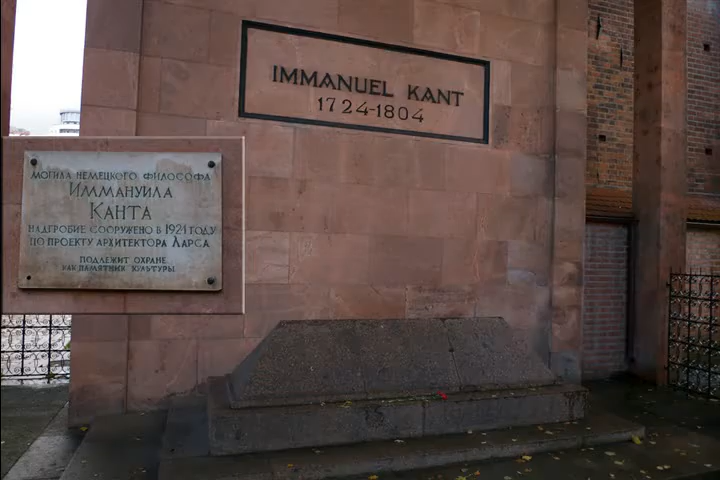 IMMANUEL KANT
1724-1804
МОГИЛА НЕМЕЦКОГО ФИЛОСОФА
ИММАНУИЛА
КАНТА
НАДГРОБИЕ СООРУЖЕНО В 1924 ГОДУ
ПО ПРОЕКТУ АРХИТЕКТОРА ЛАРСА
ПОДЛЕЖИТ ОХРАНЕ
КАК ПАМЯТНИК КУЛЬТУРЫ